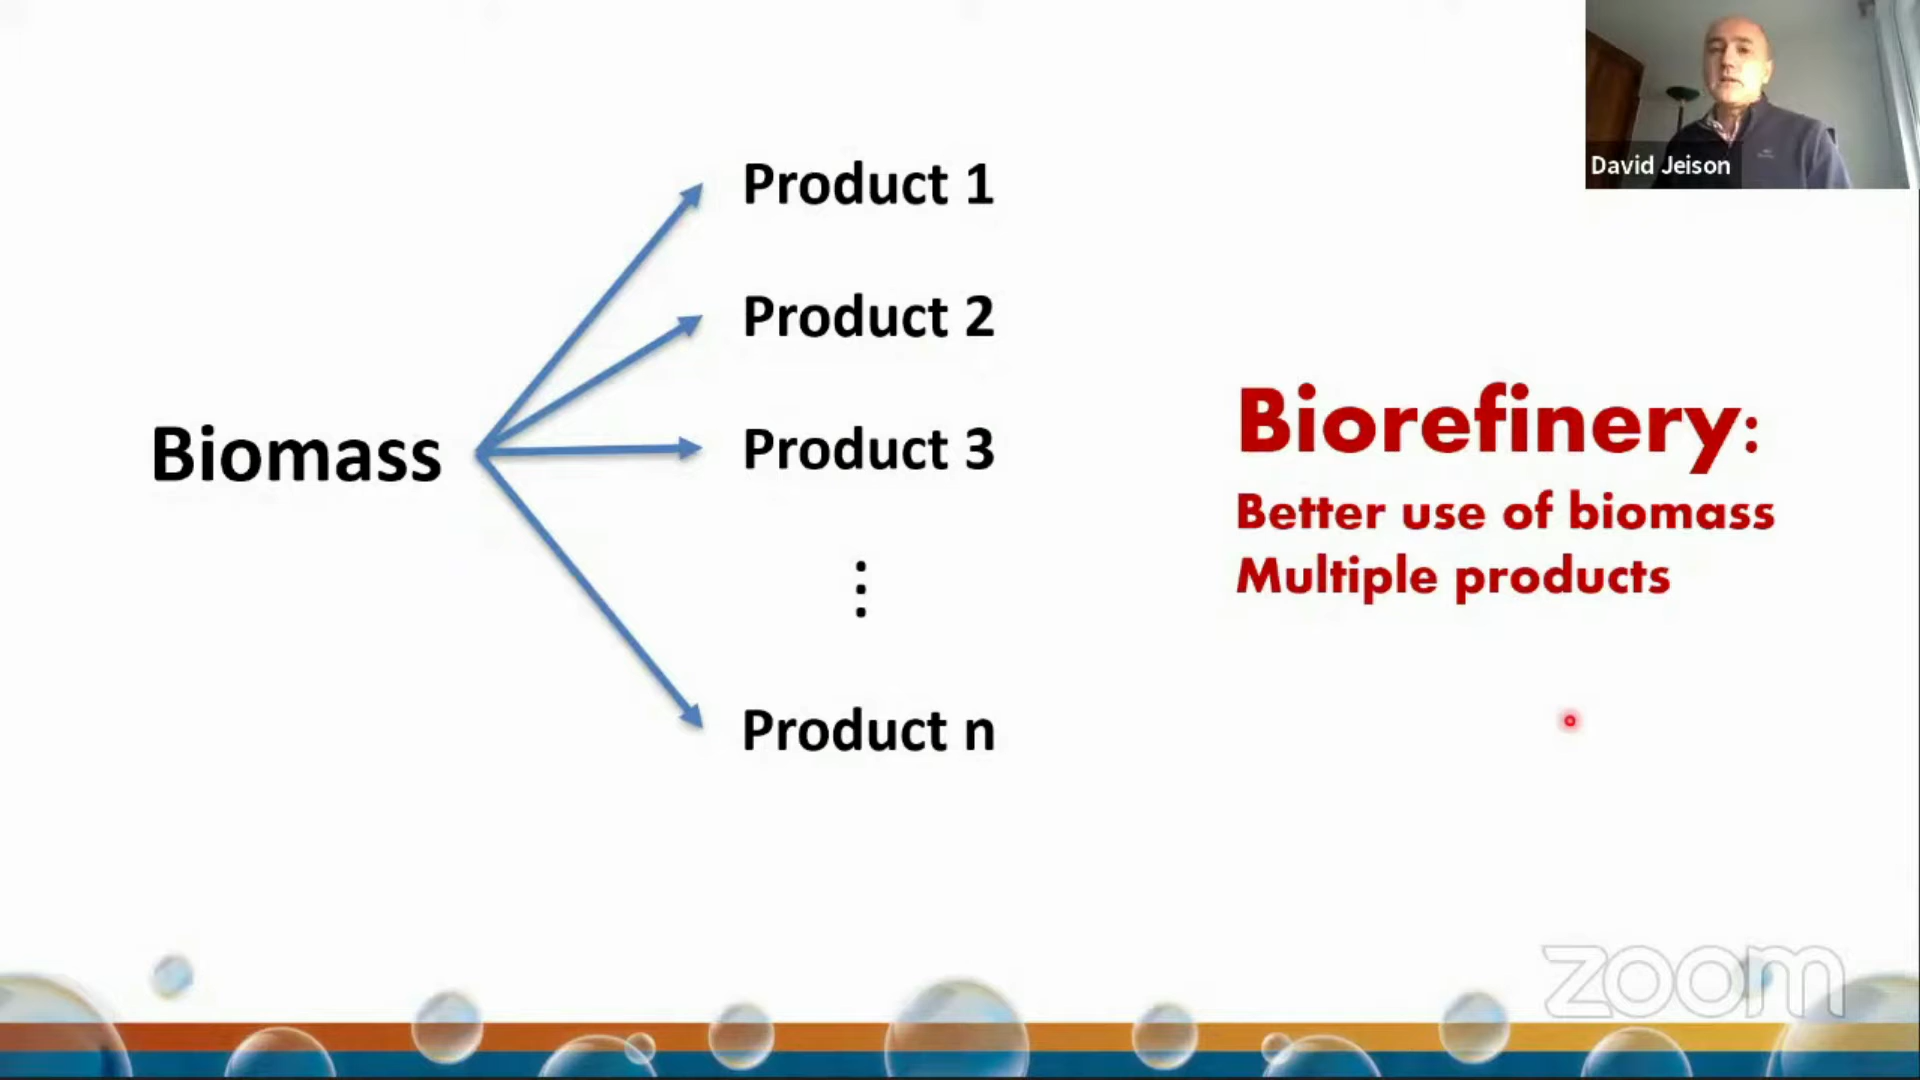 David Jeison
Product 1
Product 2
Biomass
Product 3
⋮
Product n
Biorefinery:
Better use of biomass
Multiple products
zoom